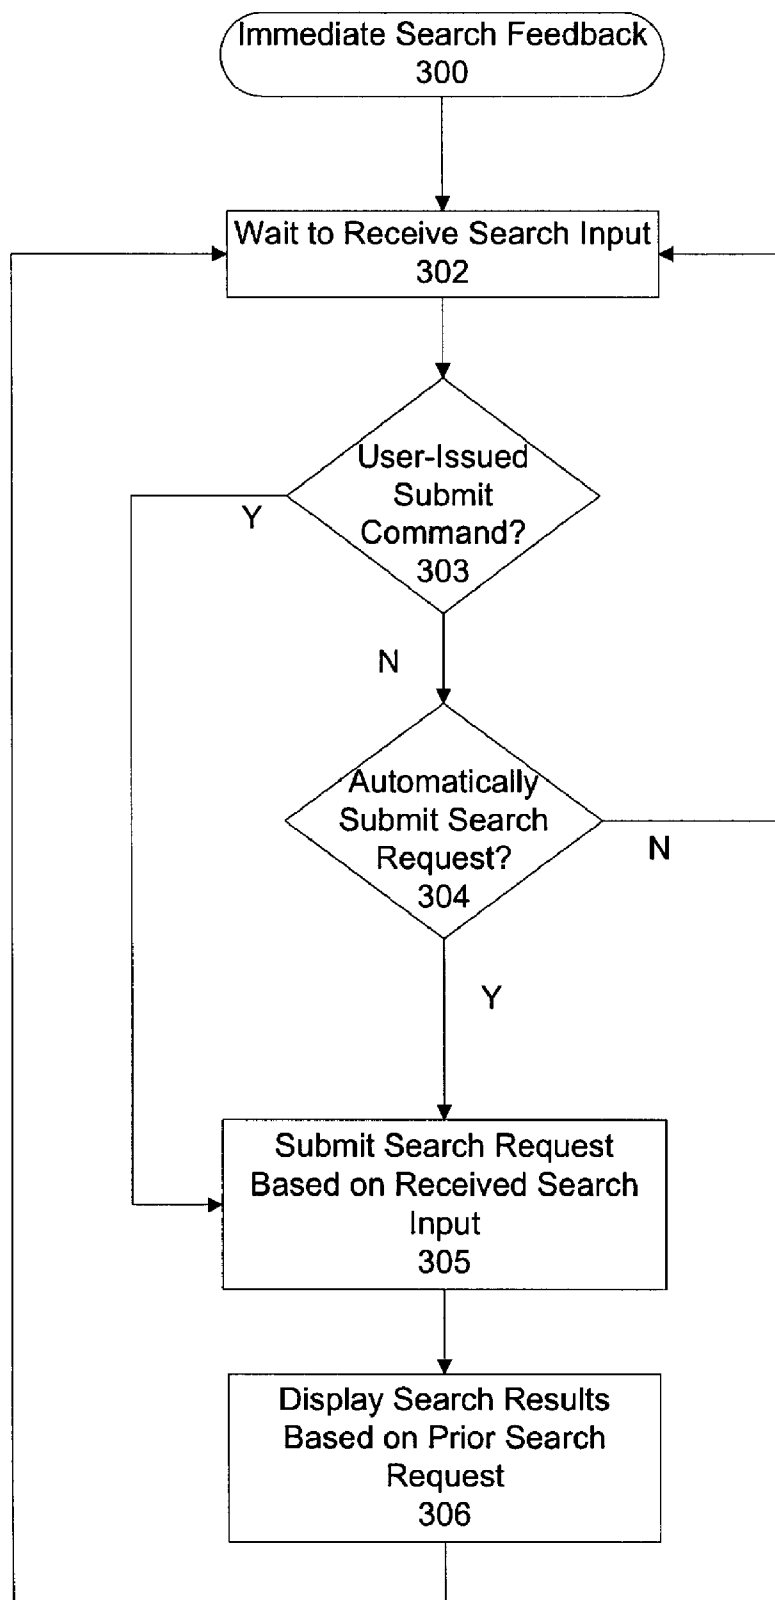 Immediate Search Feedback
300
Wait to Receive Search Input
302
User-Issued
Submit
Command?
303
Y
N
Automatically
Submit Search
Request?
304
N
Y
Submit Search Request
Based on Received Search
Input
305
Display Search Results
Based on Prior Search
Request
306